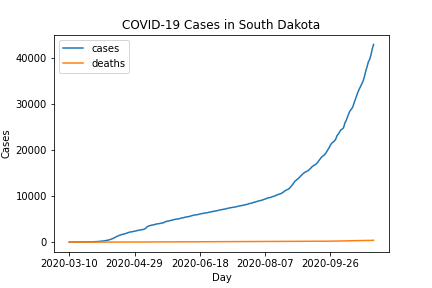 COVID-19 Cases in South Dakota
cases
deaths
40000
30000
20000
10000
0
Cases
2020-03-10 2020-04-29 2020-06-18 2020-08-07 2020-09-26
Day